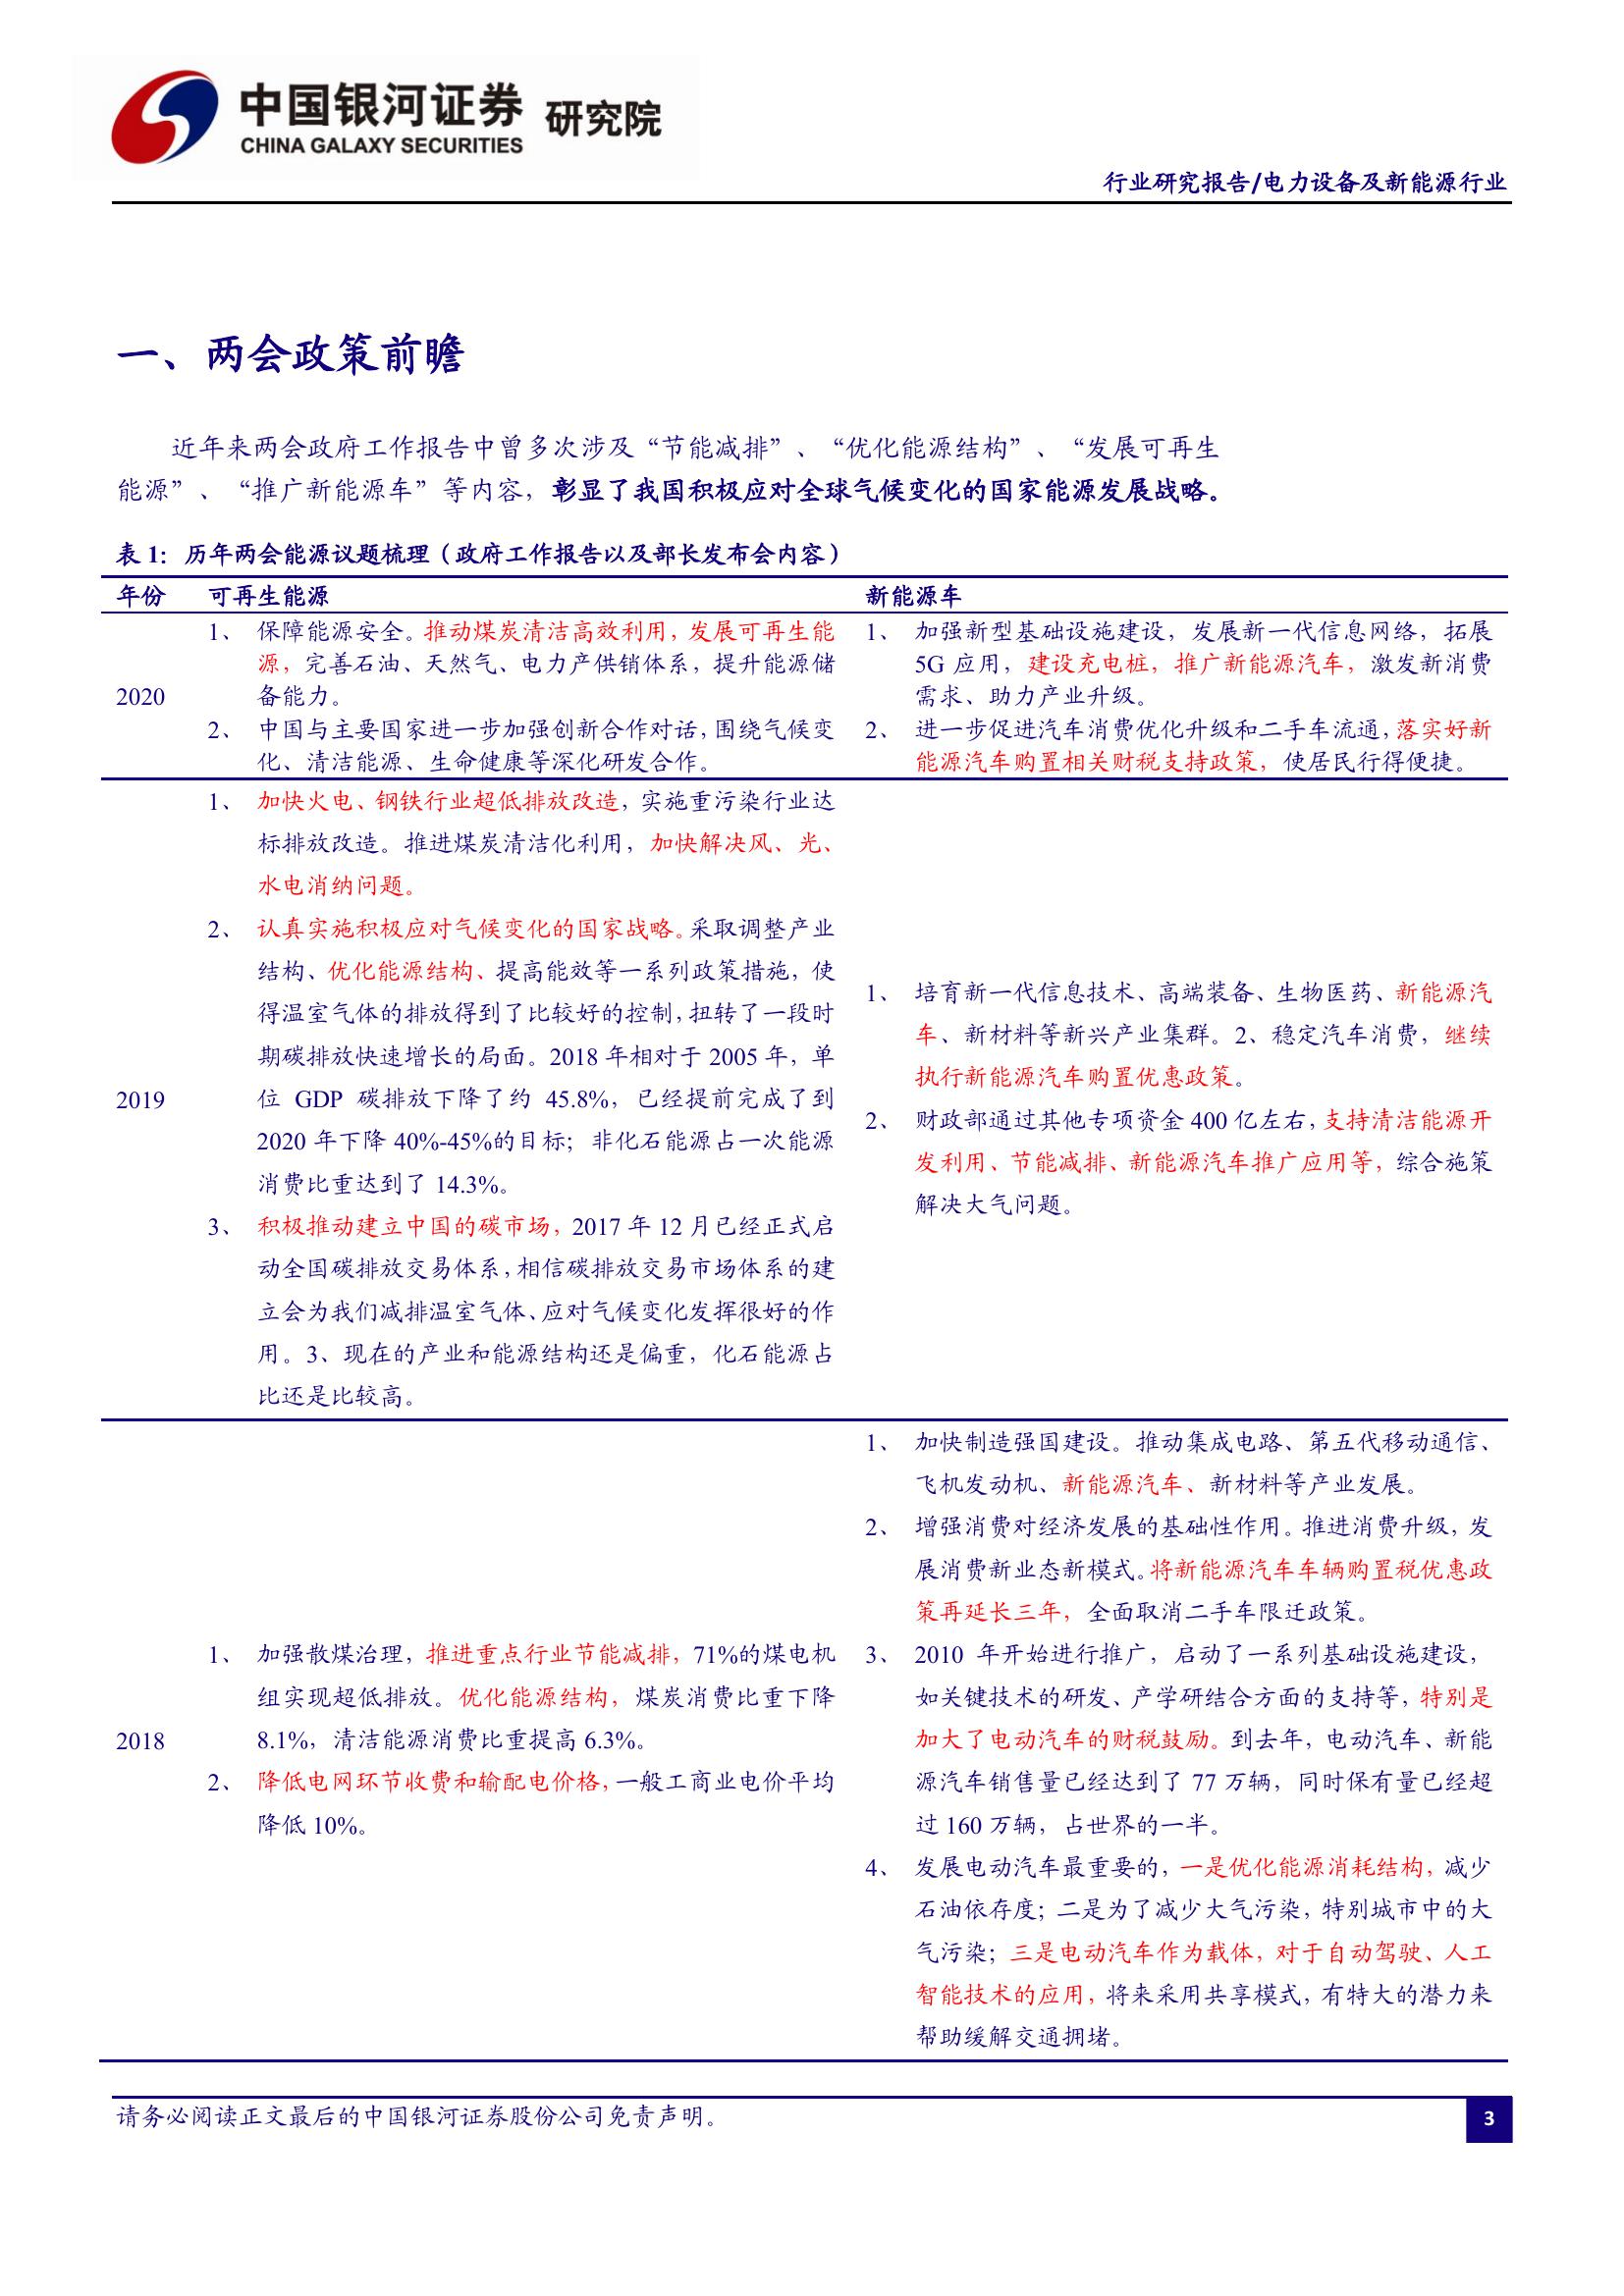 中国银河证券 研究院
CHINA GALAXY SECURITIES
行业研究报告/电力设备及新能源行业
一、两会政策前瞻
近年来两会政府工作报告中曾多次涉及“节能减排”、“优化能源结构”、“发展可再生
能源”、“推广新能源车”等内容，彰显了我国积极应对全球气候变化的国家能源发展战略。
表 1：历年两会能源议题梳理（政府工作报告以及部长发布会内容）
年份 可再生能源 新能源车
2020
1、 保障能源安全。推动煤炭清洁高效利用，发展可再生能
源，完善石油、天然气、电力产供销体系，提升能源储
备能力。
2、 中国与主要国家进一步加强创新合作对话，围绕气候变
化、清洁能源、生命健康等深化研发合作。
1、 加强新型基础设施建设，发展新一代信息网络，拓展
5G 应用，建设充电桩，推广新能源汽车，激发新消费
需求、助力产业升级。
2、 进一步促进汽车消费优化升级和二手车流通，落实好新
能源汽车购置相关财税支持政策，使居民行得便捷。
2019
1、 加快火电、钢铁行业超低排放改造，实施重污染行业达
标排放改造。推进煤炭清洁化利用，加快解决风、光、
水电消纳问题。
2、 认真实施积极应对气候变化的国家战略。采取调整产业
结构、优化能源结构、提高能效等一系列政策措施，使
得温室气体的排放得到了比较好的控制，扭转了一段时
期碳排放快速增长的局面。2018 年相对于 2005 年，单
位 GDP 碳排放下降了约 45.8%，已经提前完成了到
2020 年下降 40%-45%的目标；非化石能源占一次能源
消费比重达到了 14.3%。
3、 积极推动建立中国的碳市场，2017 年 12 月已经正式启
动全国碳排放交易体系，相信碳排放交易市场体系的建
立会为我们减排温室气体、应对气候变化发挥很好的作
用。3、现在的产业和能源结构还是偏重，化石能源占
比还是比较高。
1、 培育新一代信息技术、高端装备、生物医药、新能源汽
车、新材料等新兴产业集群。2、稳定汽车消费，继续
执行新能源汽车购置优惠政策。
2、 财政部通过其他专项资金 400 亿左右，支持清洁能源开
发利用、节能减排、新能源汽车推广应用等，综合施策
解决大气问题。
2018
1、 加强散煤治理，推进重点行业节能减排，71%的煤电机
组实现超低排放。优化能源结构，煤炭消费比重下降
8.1%，清洁能源消费比重提高 6.3%。
2、 降低电网环节收费和输配电价格，一般工商业电价平均
降低 10%。
1、 加快制造强国建设。推动集成电路、第五代移动通信、
飞机发动机、新能源汽车、新材料等产业发展。
2、 增强消费对经济发展的基础性作用。推进消费升级，发
展消费新业态新模式。将新能源汽车车辆购置税优惠政
策再延长三年，全面取消二手车限迁政策。
3、 2010 年开始进行推广，启动了一系列基础设施建设，
如关键技术的研发、产学研结合方面的支持等，特别是
加大了电动汽车的财税鼓励。到去年，电动汽车、新能
源汽车销售量已经达到了 77 万辆，同时保有量已经超
过 160 万辆，占世界的一半。
4、 发展电动汽车最重要的，一是优化能源消耗结构，减少
石油依存度；二是为了减少大气污染，特别城市中的大
气污染；三是电动汽车作为载体，对于自动驾驶、人工
智能技术的应用，将来采用共享模式，有特大的潜力来
帮助缓解交通拥堵。
请务必阅读正文最后的中国银河证券股份公司免责声明。
3